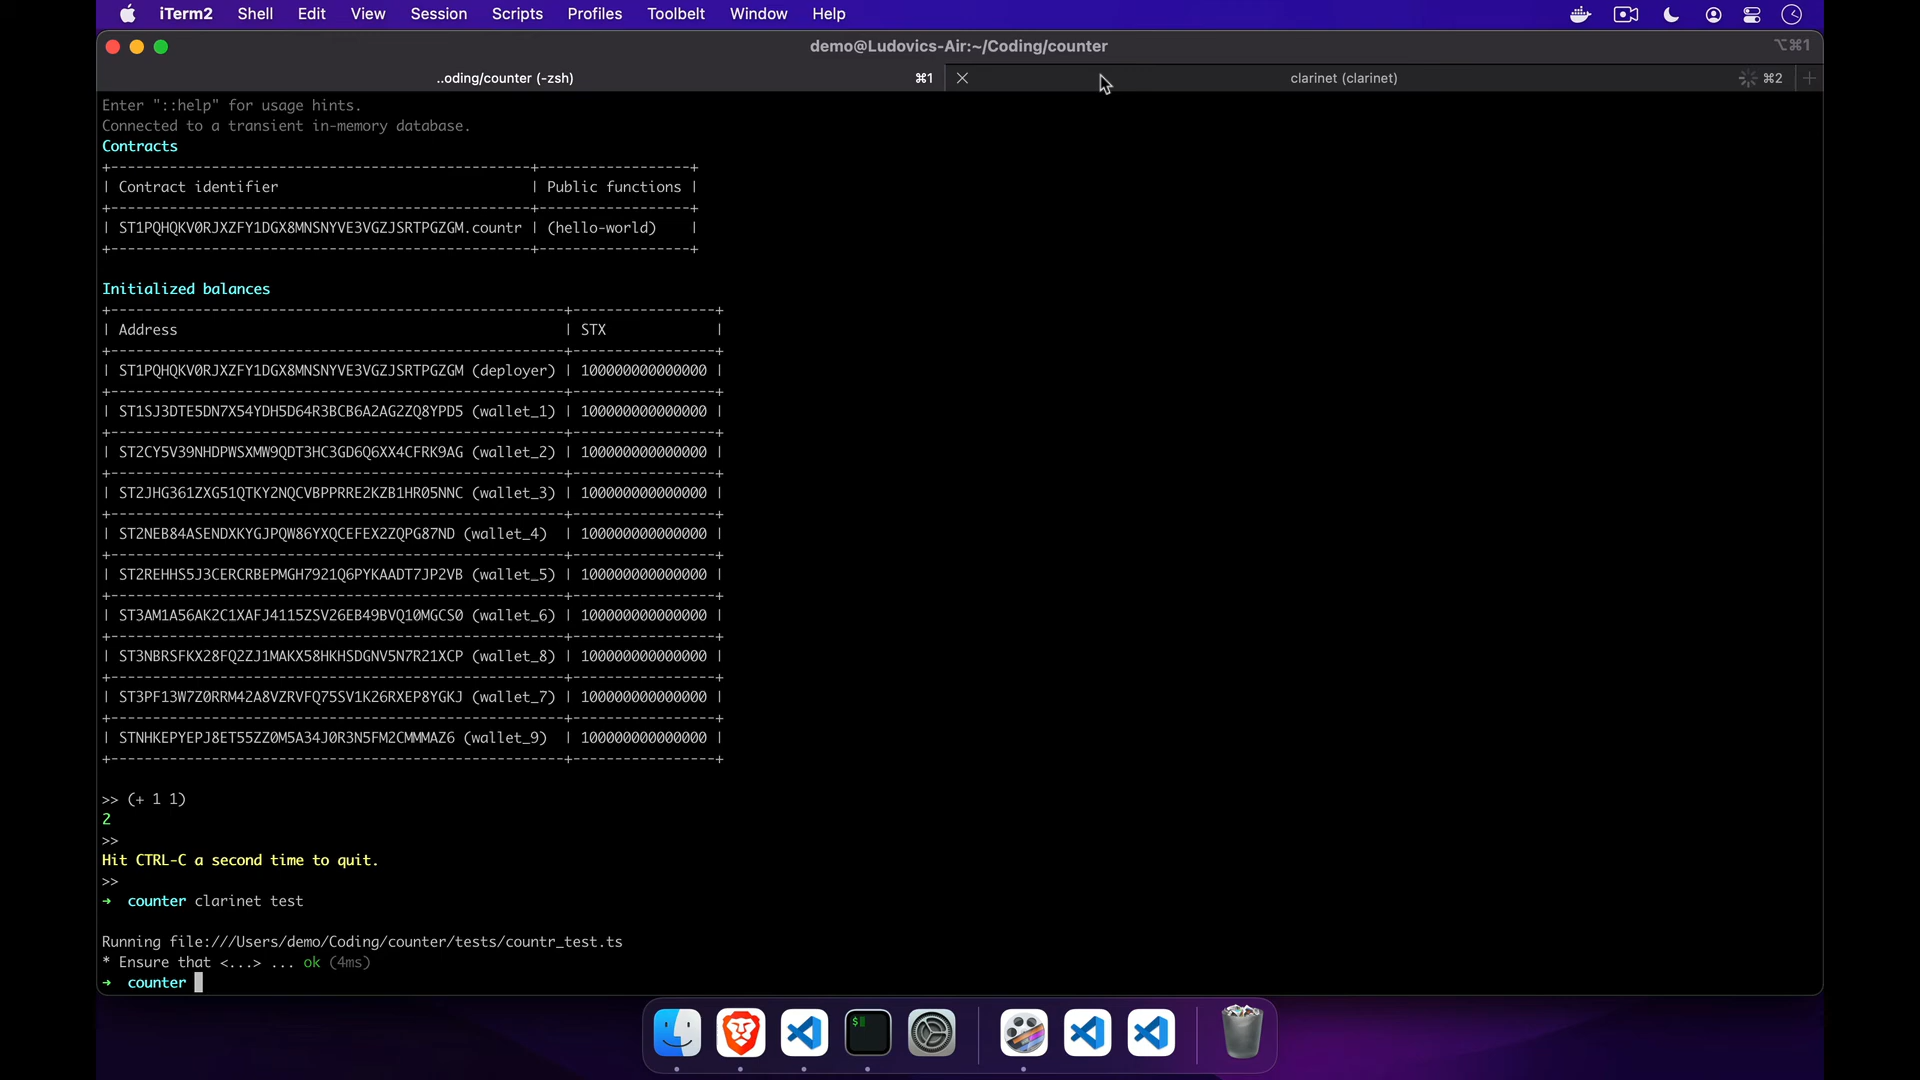 iTerm2 Shell Edit View Session Scripts Profiles Toolbelt Window Help
demo@Ludovics-Air:~/Coding/counter ⌥⌘1
..oding/counter (-zsh) ⌘1 clarinet (clarinet) ⌘2
Enter "::help" for usage hints.
Connected to a transient in-memory database.
Contracts
+--------------------------------------------------+------------------+
| Contract identifier | Public functions |
+--------------------------------------------------+------------------+
| ST1PQHQKV0RJXZFY1DGX8MNSNYVE3VGZJSRTPGZGM.countr | (hello-world) |
+--------------------------------------------------+------------------+
Initialized balances
+------------------------------------------------------+-----------------+
| Address | STX |
+------------------------------------------------------+-----------------+
| ST1PQHQKV0RJXZFY1DGX8MNSNYVE3VGZJSRTPGZGM (deployer) | 100000000000000 |
+------------------------------------------------------+-----------------+
| ST1SJ3DTE5DN7X54YDH5D64R3BCB6A2AG2ZQ8YPD5 (wallet_1) | 100000000000000 |
+------------------------------------------------------+-----------------+
| ST2CY5V39NHDPWSXMW9QDT3HC3GD6Q6XX4CFRK9AG (wallet_2) | 100000000000000 |
+------------------------------------------------------+-----------------+
| ST2JHG361ZXG51QTKY2NQCVBPPRRE2KZB1HR05NNC (wallet_3) | 100000000000000 |
+------------------------------------------------------+-----------------+
| ST2NEB84ASENDXKYGJPQW86YXQCEFEX2ZQPG87ND (wallet_4) | 100000000000000 |
+------------------------------------------------------+-----------------+
| ST2REHHS5J3CERCRBEPMGH7921Q6PYKAADT7JP2VB (wallet_5) | 100000000000000 |
+------------------------------------------------------+-----------------+
| ST3AM1A56AK2C1XAFJ4115ZSV26EB49BVQ10MGCS0 (wallet_6) | 100000000000000 |
+------------------------------------------------------+-----------------+
| ST3NBRSFKX28FQ2ZJ1MAKX58HKHSDGNV5N7R21XCP (wallet_8) | 100000000000000 |
+------------------------------------------------------+-----------------+
| ST3PF13W7Z0RRM42A8VZRVFQ75SV1K26RXEP8YGKJ (wallet_7) | 100000000000000 |
+------------------------------------------------------+-----------------+
| STNHKEPYEPJ8ET55ZZ0M5A34J0R3N5FM2CMMMAZ6 (wallet_9) | 100000000000000 |
+------------------------------------------------------+-----------------+
>> (+ 1 1)
2
>>
Hit CTRL-C a second time to quit.
>>
➜ counter clarinet test
Running file:///Users/demo/Coding/counter/tests/countr_test.ts
* Ensure that <...> ... ok (4ms)
➜ counter